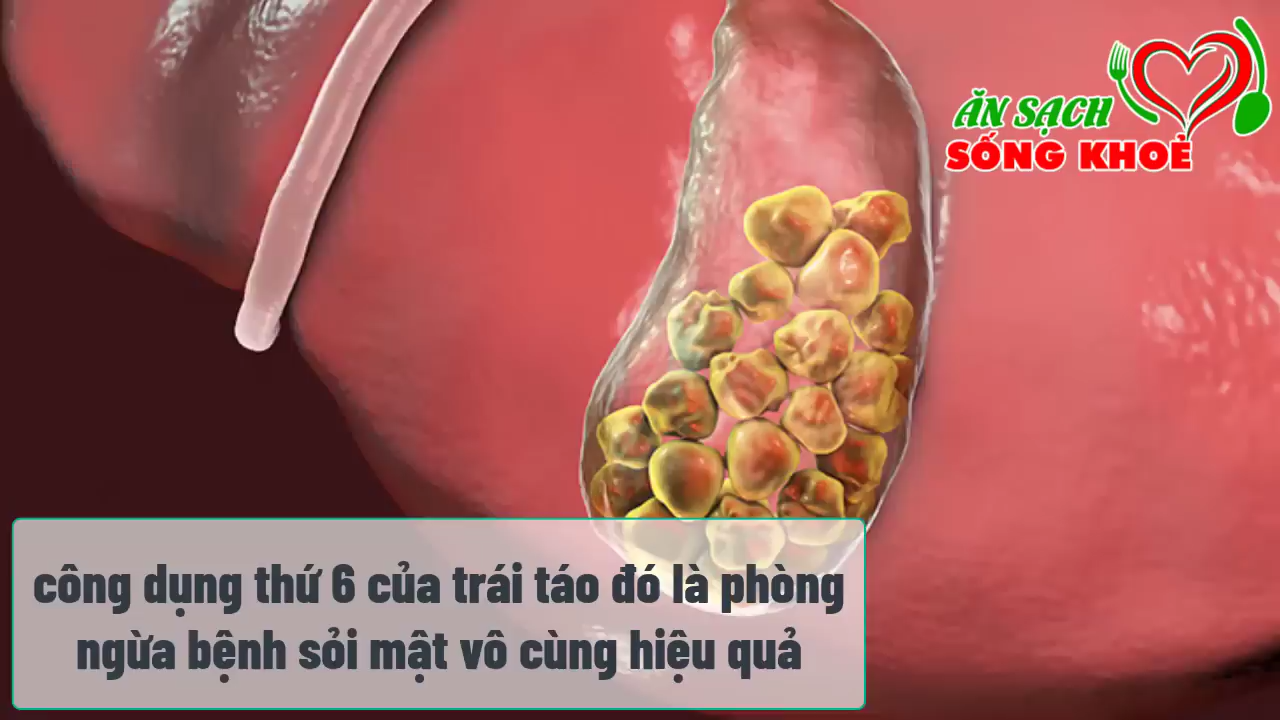 ĂN SẠCH
SỐNG KHOẺ
công dụng thứ 6 của trái táo đó là phòng
ngừa bệnh sỏi mật vô cùng hiệu quả